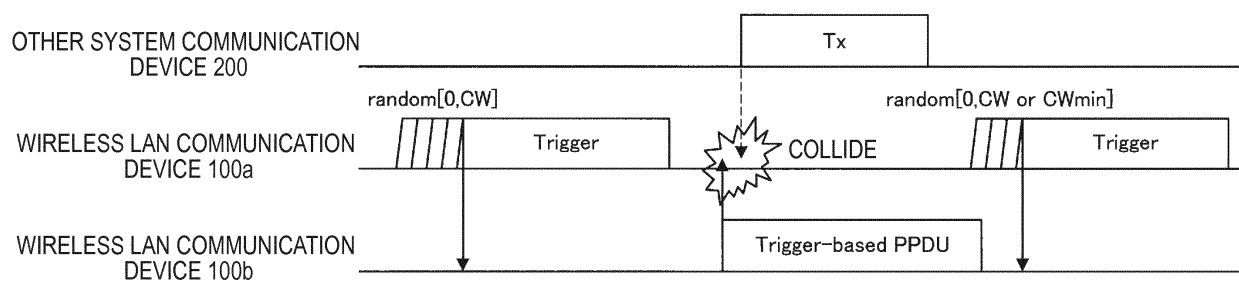 OTHER SYSTEM COMMUNICATION
DEVICE 200
Tx
random[0,CW]
random[0,CW or CWmin]
WIRELESS LAN COMMUNICATION
DEVICE 100a
Trigger
COLLIDE
Trigger
WIRELESS LAN COMMUNICATION
DEVICE 100b
Trigger-based PPDU